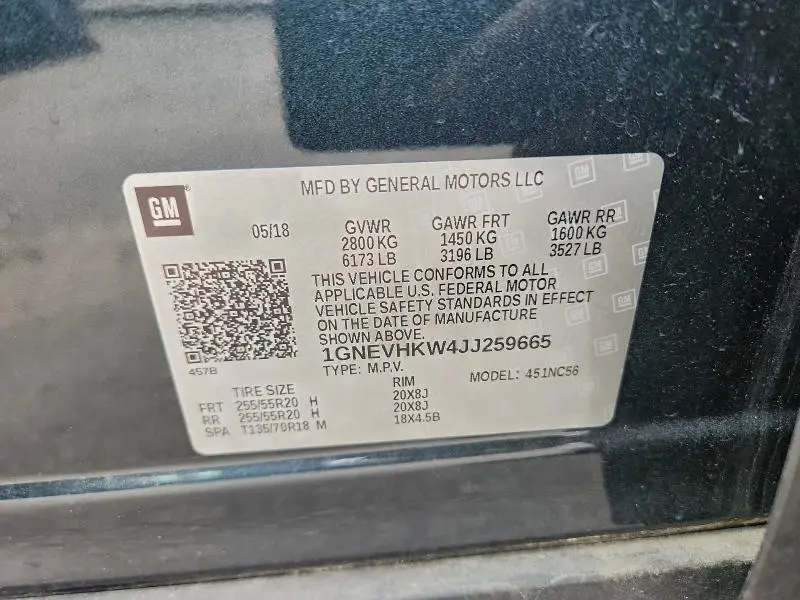 GM
®
MFD BY GENERAL MOTORS LLC
05/18
GVWR
2800 KG
6173 LB
GAWR FRT
1450 KG
3196 LB
GAWR RR
1600 KG
3527 LB
THIS VEHICLE CONFORMS TO ALL
APPLICABLE U.S. FEDERAL MOTOR
VEHICLE SAFETY STANDARDS IN EFFECT
ON THE DATE OF MANUFACTURE
SHOWN ABOVE.
1GNEVHKW4JJ259665
457B
TYPE: M.P.V.
MODEL: 451NC56
TIRE SIZE RIM
FRT 255/55R20 H 20X8J
RR 255/55R20 H 20X8J
SPA T135/70R18 M 18X4.5B